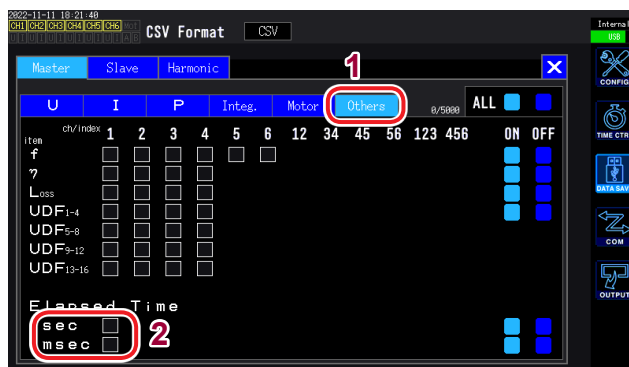 2022-11-11 18:21:40
CH1 CH2 CH3 CH4 CH5 CH6
CSV Format CSV
Internal
USB
Master Slave Harmonic
1
X
U I P Integ. Motor Others 0/5000 ALL
ch/index 1 2 3 4 5 6 12 34 45 56 123 456 ON OFF
item
f
η
Loss
UDF1-4
UDF5-8
UDF9-12
UDF13-16
Elapsed Time
sec
msec
2
CONFIG
TIME CTR
DATA SAV
COM
OUTPUT